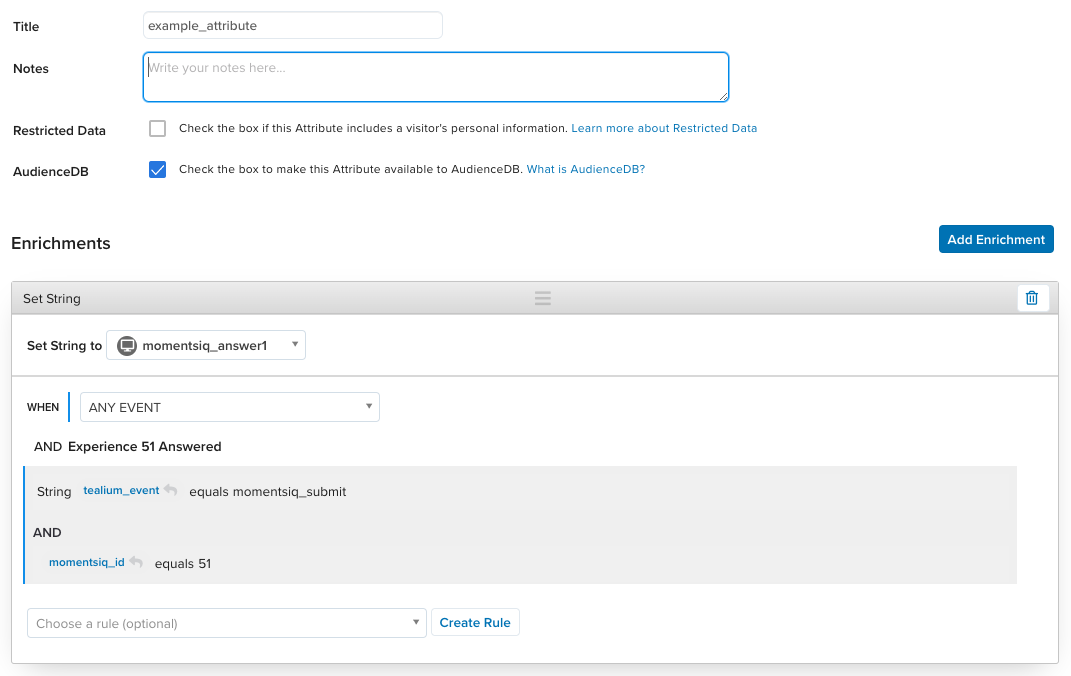 Title example_attribute
Notes Write your notes here...
Restricted Data Check the box if this Attribute includes a visitor's personal information. Learn more about Restricted Data
AudienceDB Check the box to make this Attribute available to AudienceDB. What is AudienceDB?
Enrichments Add Enrichment
Set String
Set String to momentsiq_answer1
WHEN ANY EVENT
AND Experience 51 Answered
String tealium_event equals momentsiq_submit
AND
momentsiq_id equals 51
Choose a rule (optional) Create Rule